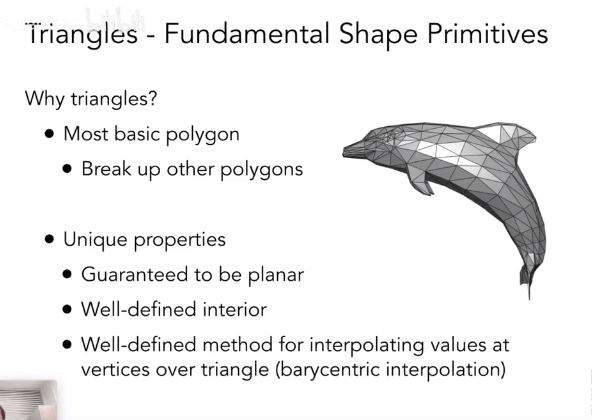 Triangles - Fundamental Shape Primitives
Why triangles?
• Most basic polygon
• Break up other polygons
• Unique properties
• Guaranteed to be planar
• Well-defined interior
• Well-defined method for interpolating values at
vertices over triangle (barycentric interpolation)